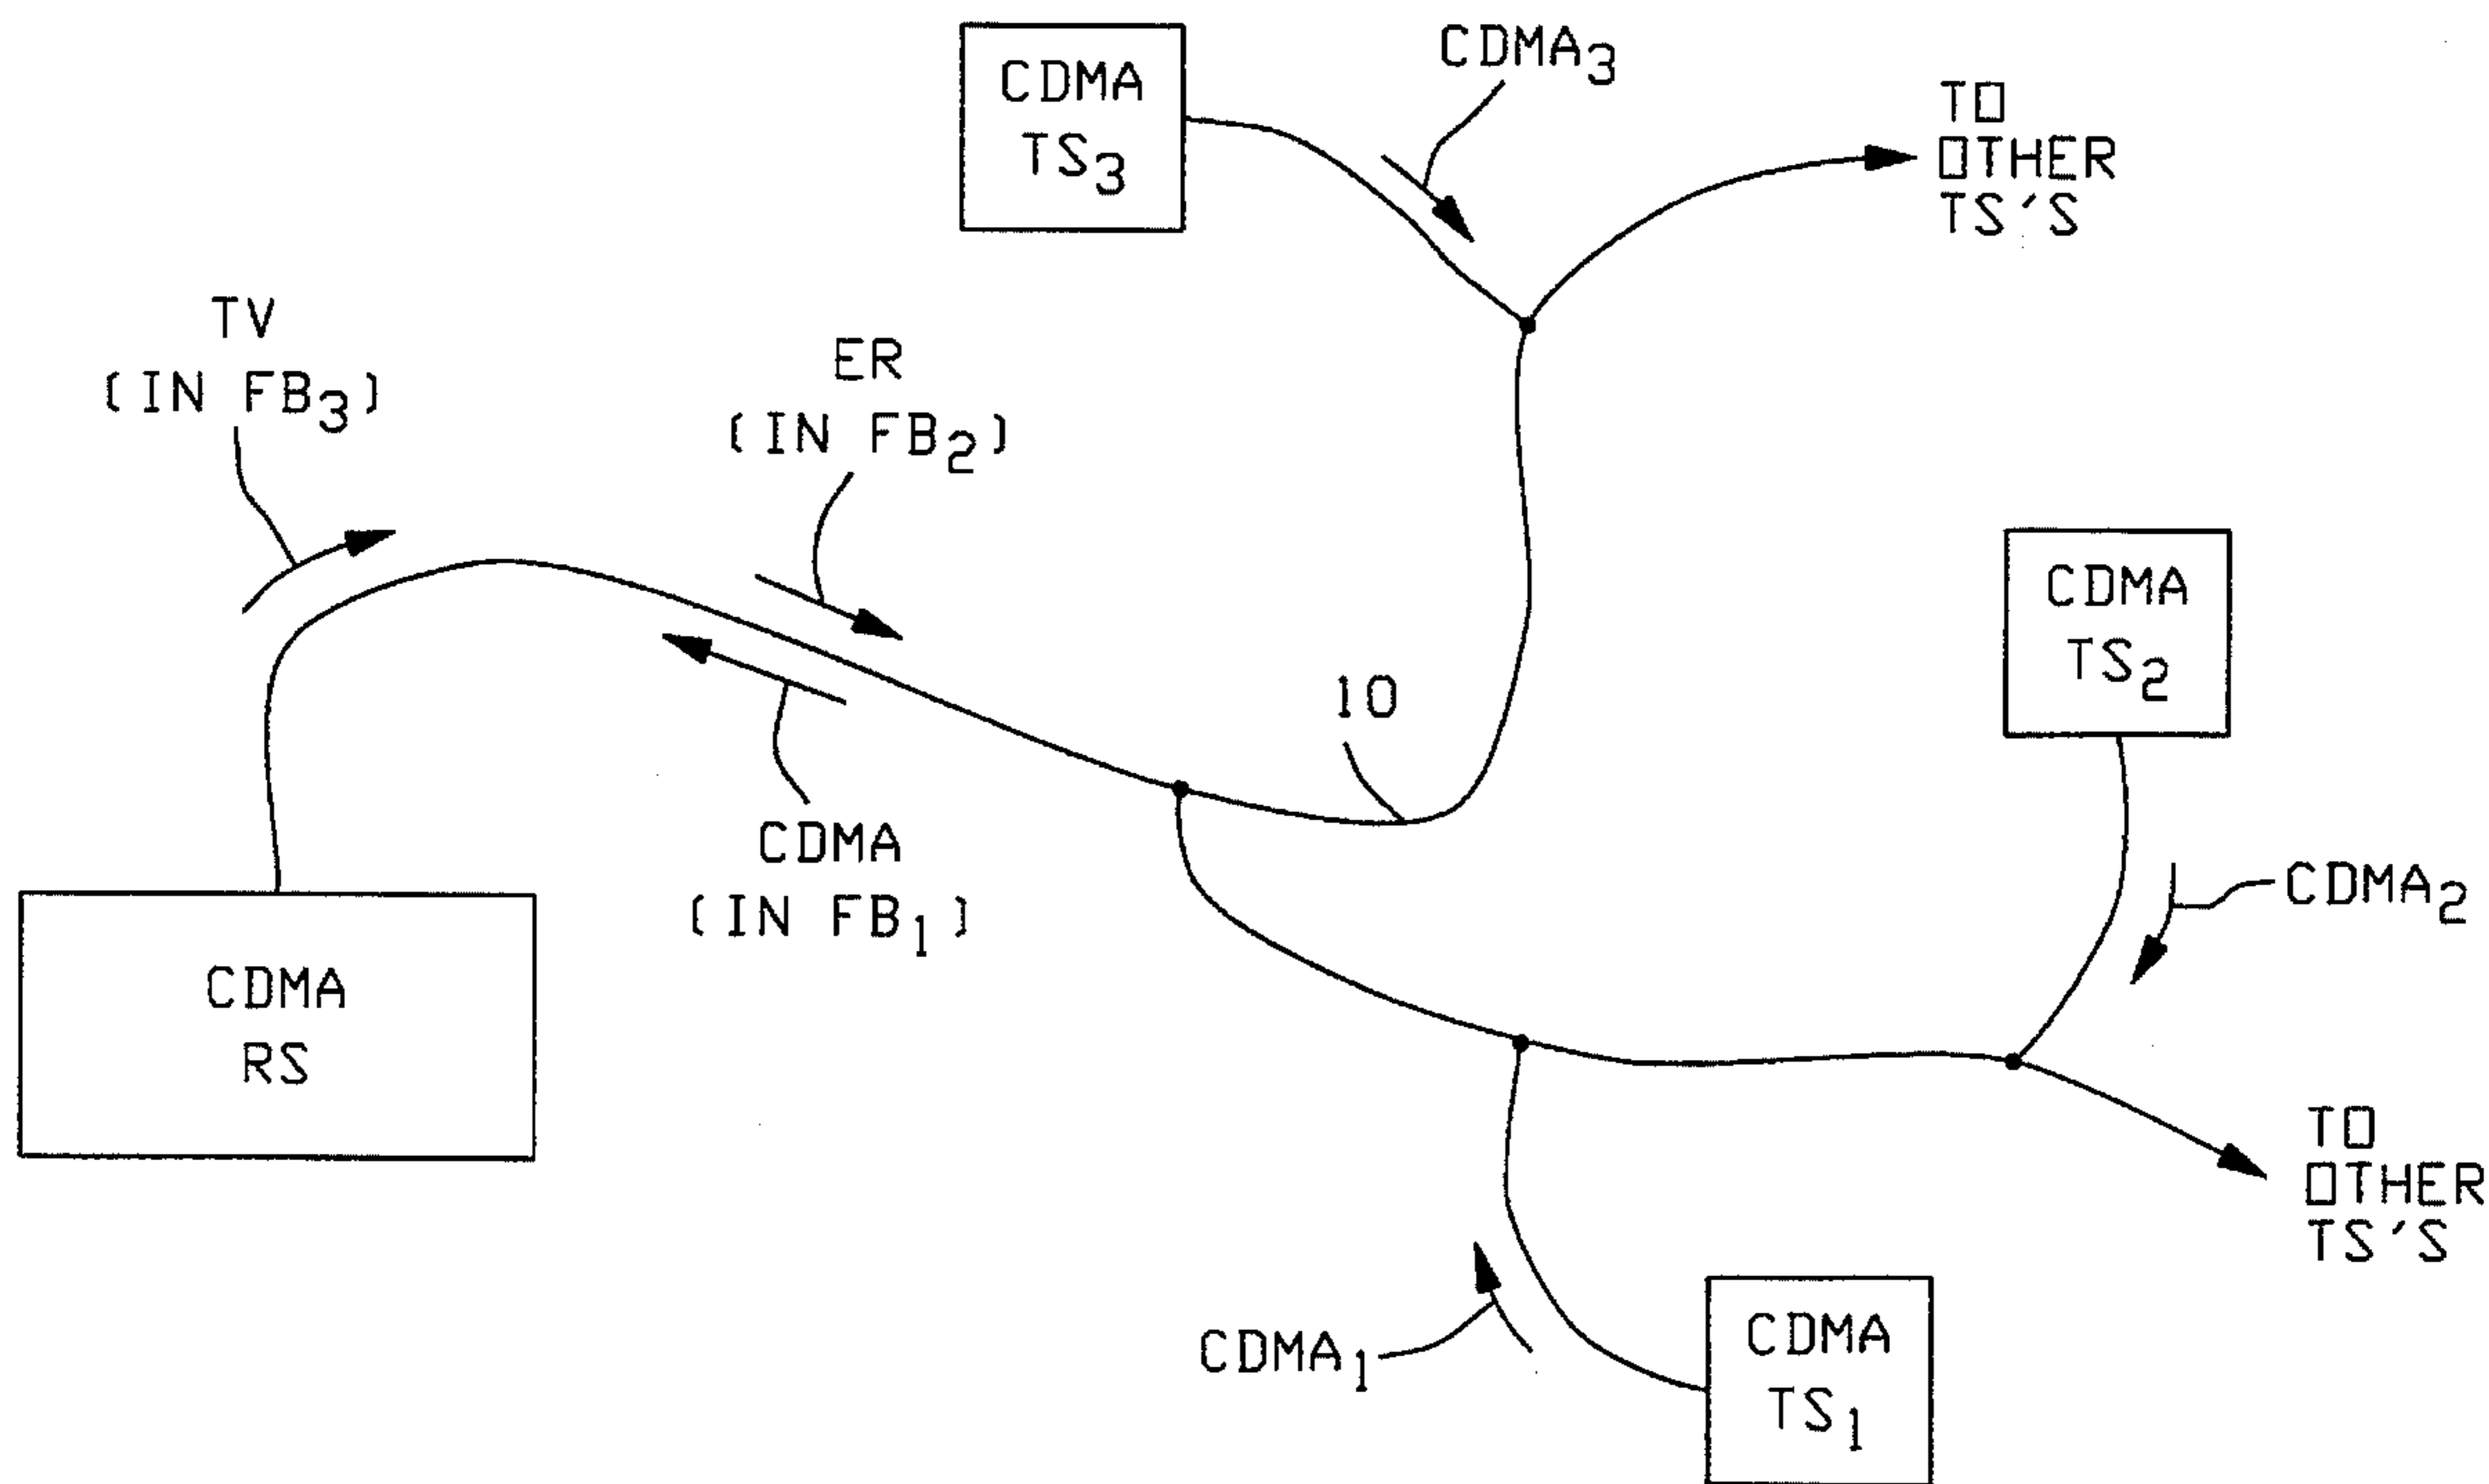 CDMA
TS3
CDMA3
TO
OTHER
TS'S
TV
(IN FB3)
ER
(IN FB2)
CDMA
TS2
10
CDMA
(IN FB1)
CDMA2
CDMA
RS
TO
OTHER
TS'S
CDMA1
CDMA
TS1